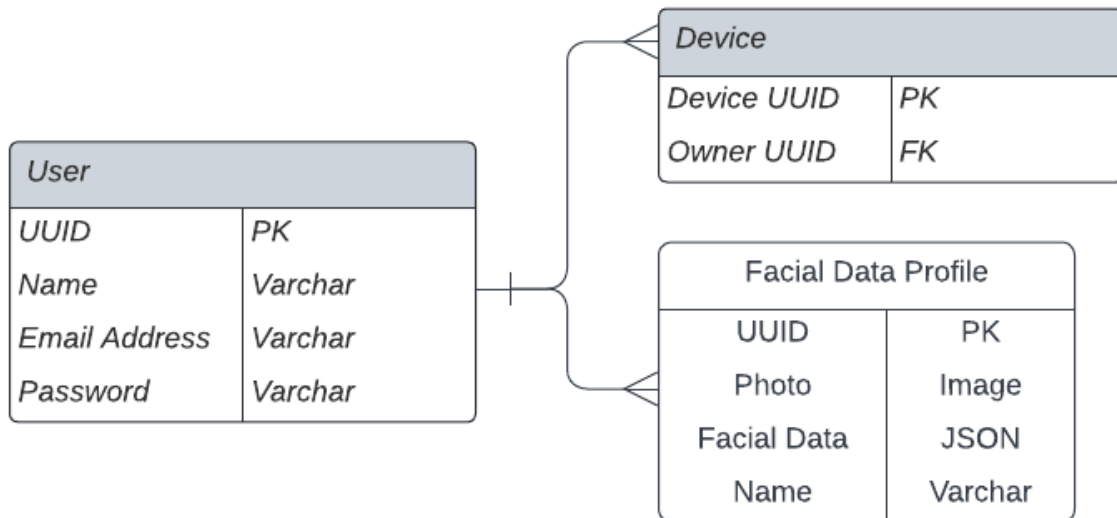 Device
Device UUID PK
Owner UUID FK
User
UUID PK
Name Varchar
Email Address Varchar
Password Varchar
Facial Data Profile
UUID PK
Photo Image
Facial Data JSON
Name Varchar